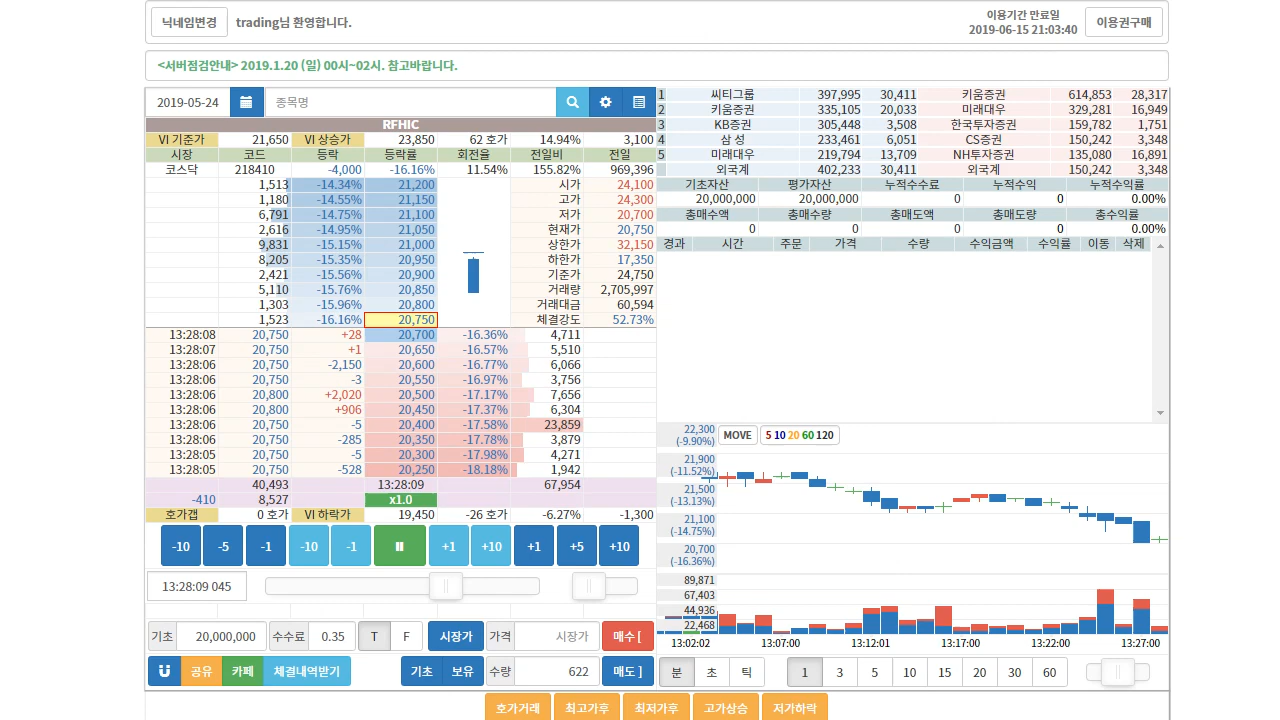 닉네임변경 trading님 환영합니다. 이용기간 만료일 2019-06-15 21:03:40 이용권구매
<서버점검안내> 2019.1.20 (일) 00시~02시. 참고바랍니다.
2019-05-24 종목명
RFHIC
VI 기준가 21,650 VI 상승가 23,850 62 호가 14.94% 3,100
시장 코드 등락 등락률 회전율 전일비 전일
코스닥 218410 -4,000 -16.16% 11.54% 155.82% 969,396
1,513 -14.34% 21,200 시가 24,100
1,180 -14.55% 21,150 고가 24,300
6,791 -14.75% 21,100 저가 20,700
2,616 -14.95% 21,050 현재가 20,750
9,831 -15.15% 21,000 상한가 32,150
8,205 -15.35% 20,950 하한가 17,350
2,421 -15.56% 20,900 기준가 24,750
5,110 -15.76% 20,850 거래량 2,705,997
1,303 -15.96% 20,800 거래대금 60,594
1,523 -16.16% 20,750 체결강도 52.73%
13:28:08 20,750 +28 20,700 -16.36% 4,711
13:28:07 20,750 +1 20,650 -16.57% 5,510
13:28:06 20,750 -2,150 20,600 -16.77% 6,066
13:28:06 20,750 -3 20,550 -16.97% 3,756
13:28:06 20,800 +2,020 20,500 -17.17% 7,656
13:28:06 20,800 +906 20,450 -17.37% 6,304
13:28:06 20,750 -5 20,400 -17.58% 23,859
13:28:06 20,750 -285 20,350 -17.78% 3,879
13:28:05 20,750 -5 20,300 -17.98% 4,271
13:28:05 20,750 -528 20,250 -18.18% 1,942
40,493 13:28:09 67,954
-410 8,527 x1.0
호가갭 0 호가 VI 하락가 19,450 -26 호가 -6.27% -1,300
-10 -5 -1 -10 -1 +1 +10 +1 +5 +10
13:28:09 045
기초 20,000,000 수수료 0.35 T F 시장가 가격 시장가 매수 [
공유 카페 체결내역받기 기초 보유 수량 622 매도 ]
1 씨티그룹 397,995 30,411 키움증권 614,853 28,317
2 키움증권 335,105 20,033 미래대우 329,281 16,949
3 KB증권 305,448 3,508 한국투자증권 159,782 1,751
4 삼 성 233,461 6,051 CS증권 150,242 3,348
5 미래대우 219,794 13,709 NH투자증권 135,080 16,891
외국계 402,233 30,411 외국계 150,242 3,348
기초자산 평가자산 누적수수료 누적수익 누적수익률
20,000,000 20,000,000 0 0 0.00%
총매수액 총매수량 총매도액 총매도량 총수익률
0 0 0 0 0.00%
경과 시간 주문 가격 수량 수익금액 수익률 이동 삭제
22,300 MOVE 5 10 20 60 120
(-9.90%)
21,900
(-11.52%)
21,500
(-13.13%)
21,100
(-14.75%)
20,700
(-16.36%)
89,871
67,403
44,936
22,468
13:02:02 13:07:00 13:12:01 13:17:00 13:22:00 13:27:00
분 초 틱 1 3 5 10 15 20 30 60
호가거래 최고가후 최저가후 고가상승 저가하락